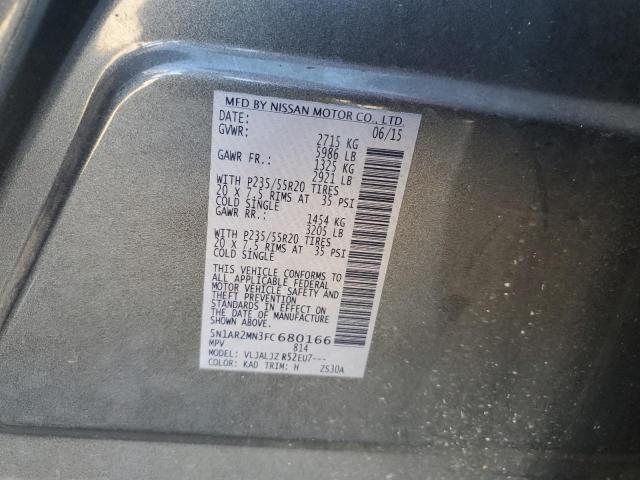 MFD BY NISSAN MOTOR CO., LTD.
DATE: 06/15
GVWR: 2715 KG
5986 LB
GAWR FR.: 1325 KG
2921 LB
WITH P235/55R20 TIRES
20 X 7.5 RIMS AT 35 PSI
COLD SINGLE
GAWR RR.: 1454 KG
3205 LB
WITH P235/55R20 TIRES
20 X 7.5 RIMS AT 35 PSI
COLD SINGLE
THIS VEHICLE CONFORMS TO
ALL APPLICABLE FEDERAL
MOTOR VEHICLE SAFETY AND
THEFT PREVENTION
STANDARDS IN EFFECT ON
THE DATE OF MANUFACTURE
SHOWN ABOVE.
5N1AR2MN3FC680166
MPV 814
MODEL: VLJALJZ R52EU7---
COLOR: KAD TRIM: H ZS30A